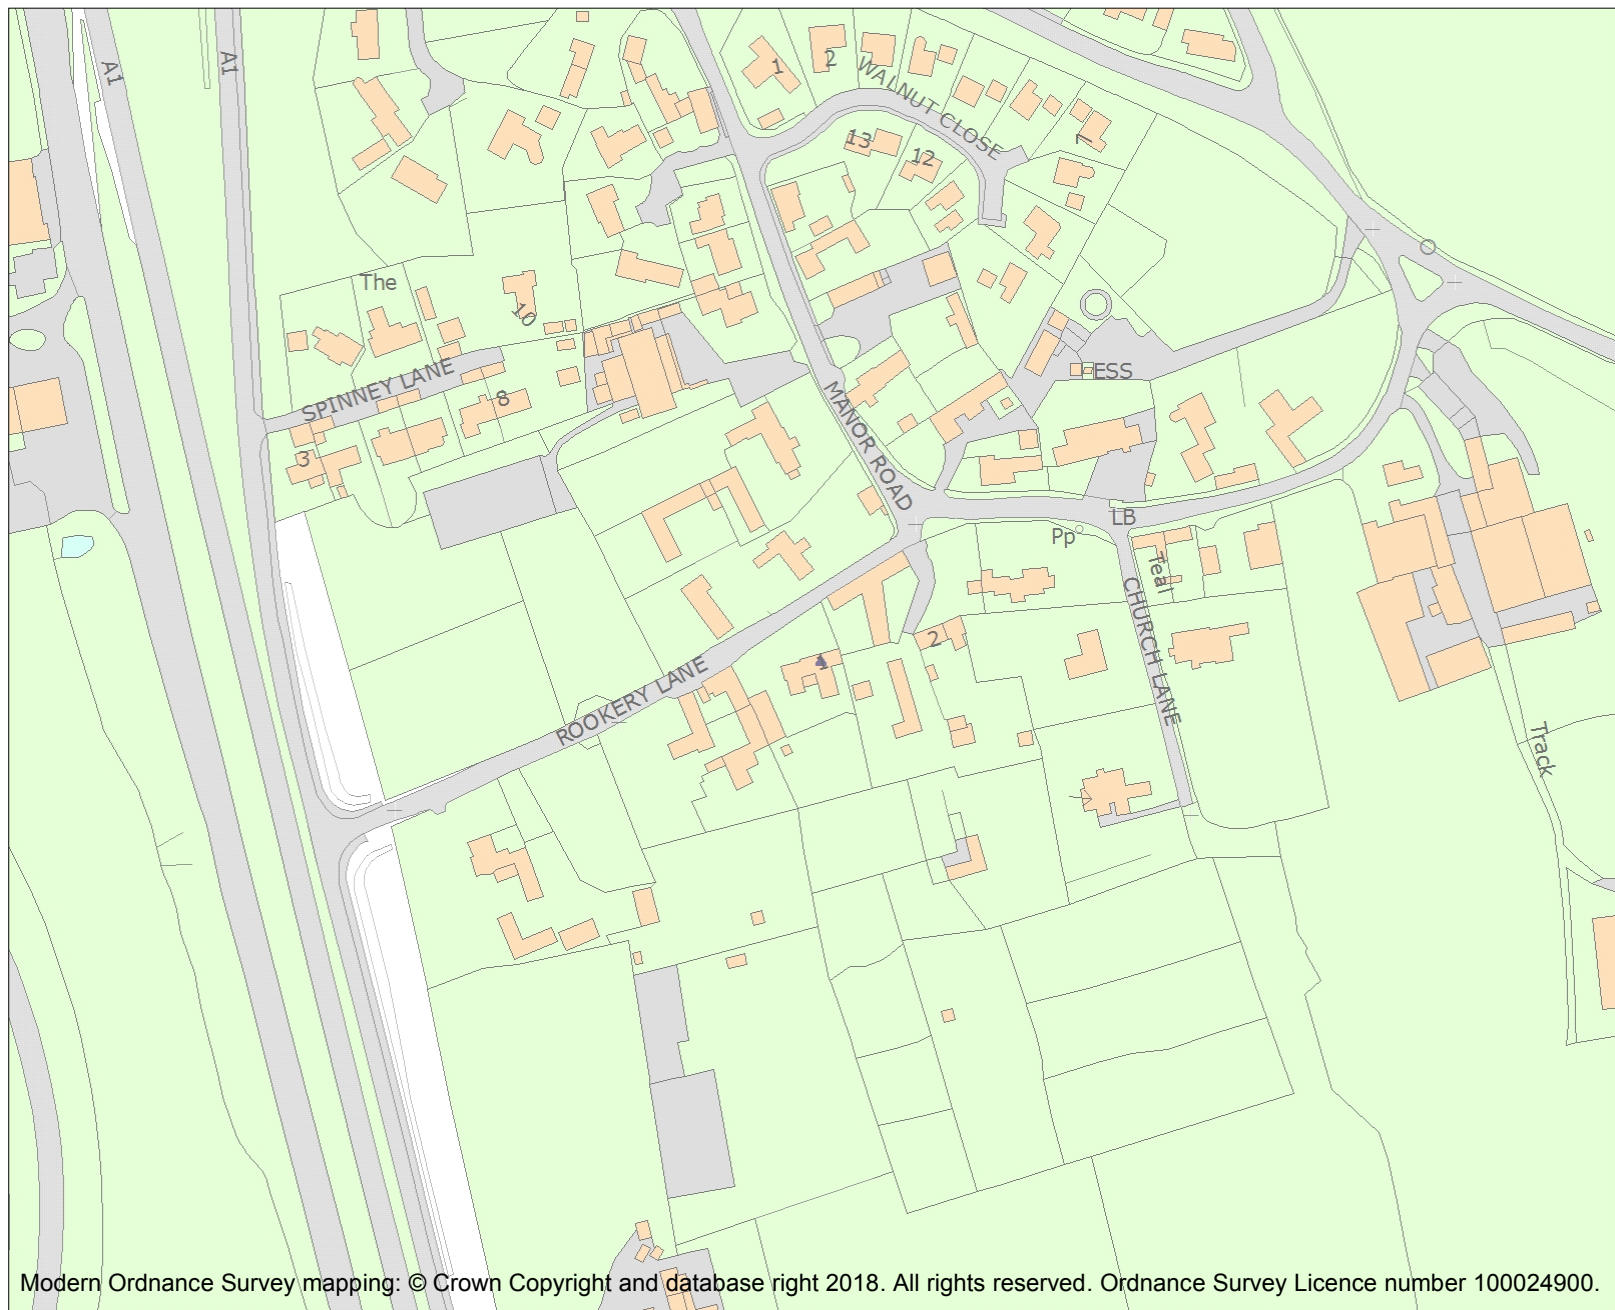 A1
A1
1
2
WALNUT CLOSE
13
12
7
The
10
SPINNEY LANE
8
3
ESS
MANOR ROAD
LB
Pp
Teal
CHURCH LANE
2
ROOKERY LANE
Track
Modern Ordnance Survey mapping: © Crown Copyright and database right 2018. All rights reserved. Ordnance Survey Licence number 100024900.